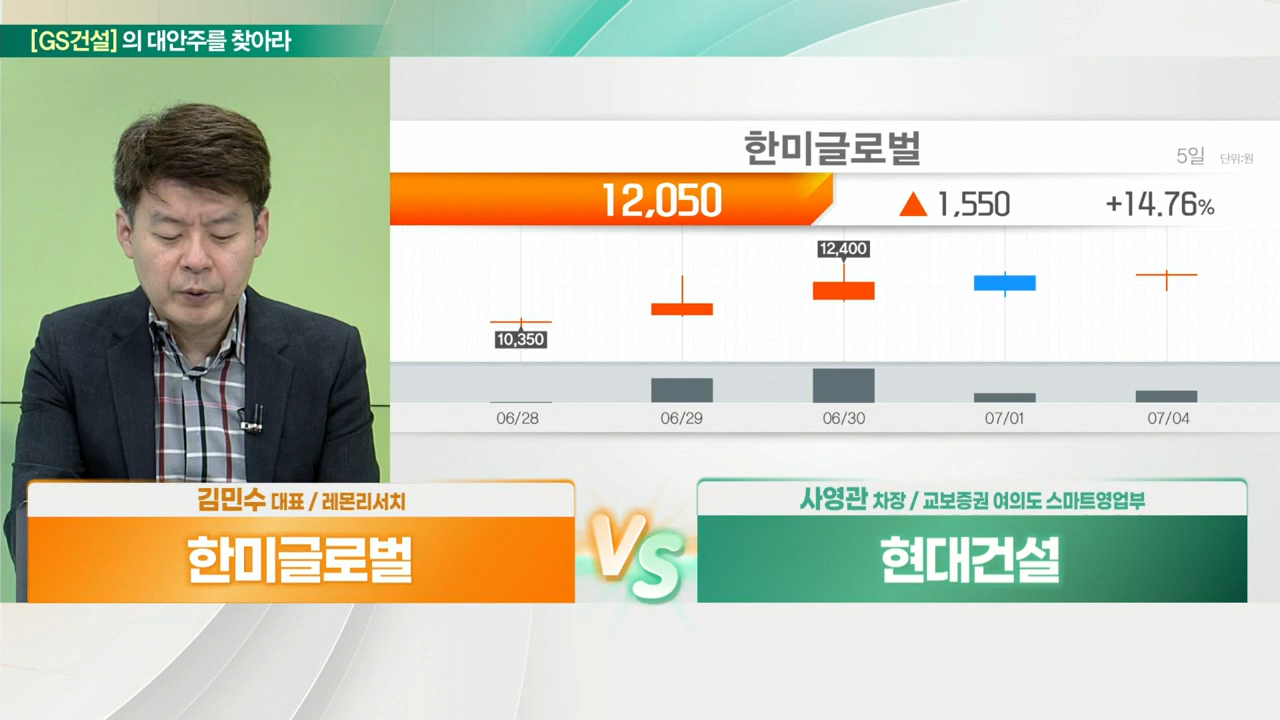 [GS건설] 의 대안주를 찾아라
한미글로벌
5일 단위:원
12,050 ▲ 1,550 +14.76%
12,400
10,350
06/28 06/29 06/30 07/01 07/04
김민수 대표 / 레몬리서치
한미글로벌
VS
사영관 차장 / 교보증권 여의도 스마트영업부
현대건설